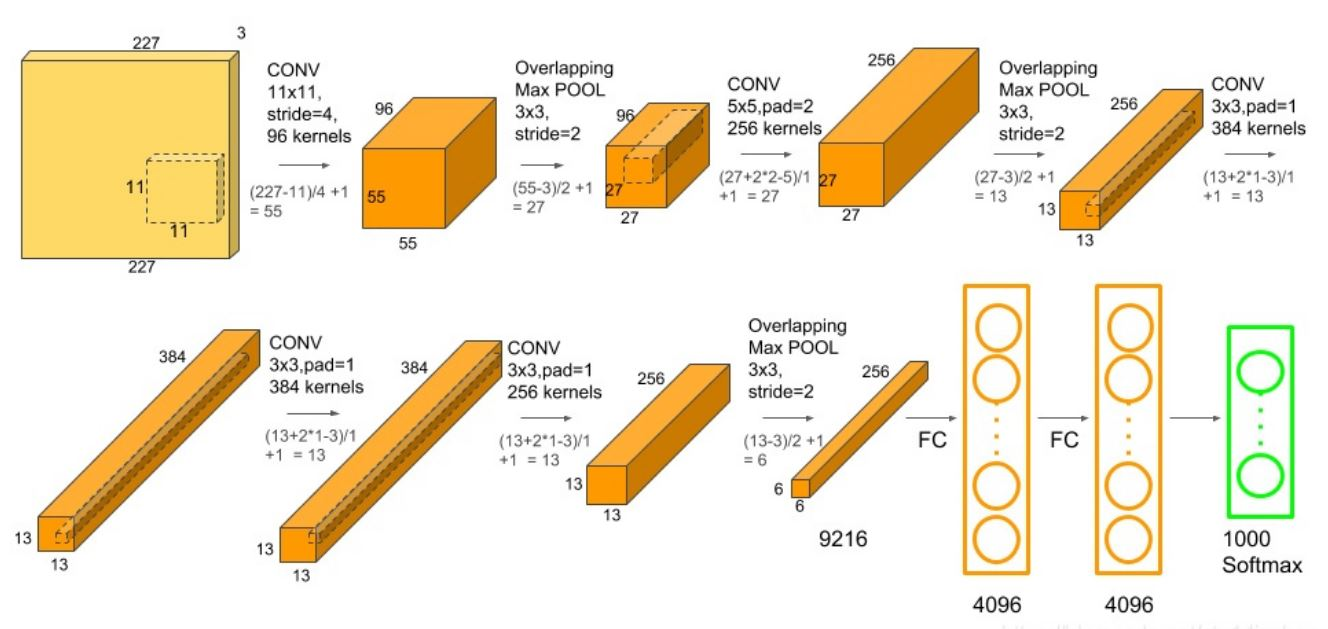 227
3
CONV
11x11,
stride=4,
96 kernels
(227-11)/4 +1
= 55
11
11
227
96
55
55
Overlapping
Max POOL
3x3,
stride=2
(55-3)/2 +1
= 27
96
27
27
CONV
5x5,pad=2
256 kernels
(27+2*2-5)/1
+1 = 27
256
27
27
Overlapping
Max POOL
3x3,
stride=2
(27-3)/2 +1
= 13
256
13
13
CONV
3x3,pad=1
384 kernels
(13+2*1-3)/1
+1 = 13
384
13
13
CONV
3x3,pad=1
384 kernels
(13+2*1-3)/1
+1 = 13
384
13
13
CONV
3x3,pad=1
256 kernels
(13+2*1-3)/1
+1 = 13
256
13
13
Overlapping
Max POOL
3x3,
stride=2
(13-3)/2 +1
= 6
256
6
6
9216
FC
4096
FC
4096
1000
Softmax